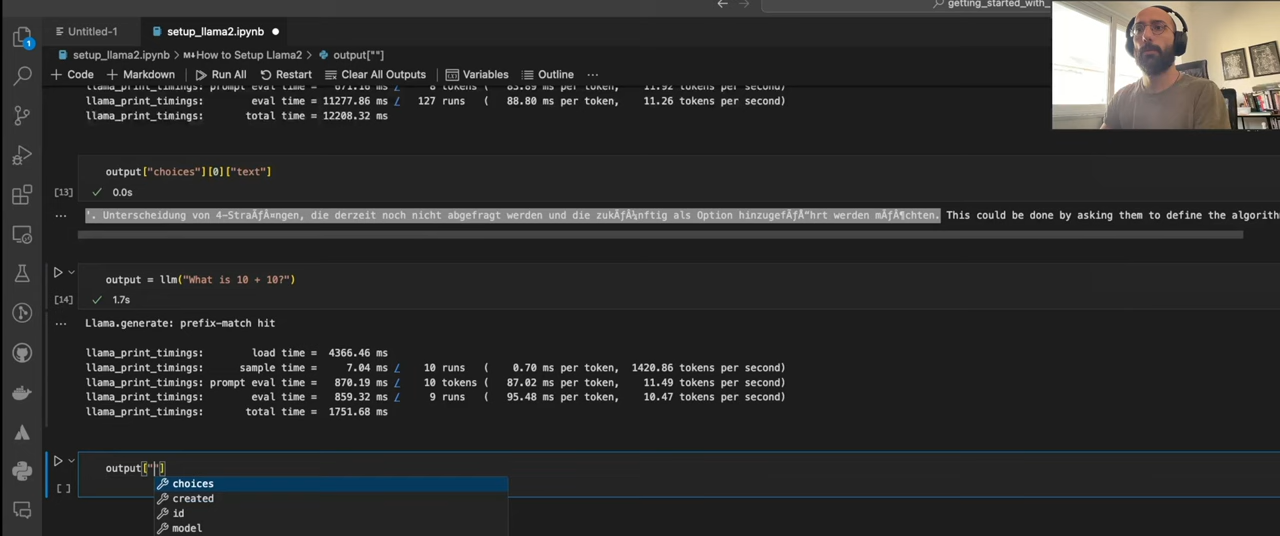 getting_started_with_
Untitled-1
setup_llama2.ipynb
setup_llama2.ipynb > M↓How to Setup Llama2 > output[""]
+ Code + Markdown Run All Restart Clear All Outputs Variables Outline ...
1
llama_print_timings: prompt eval time = 671.16 ms / 8 tokens ( 83.89 ms per token, 11.92 tokens per second)
llama_print_timings: eval time = 11277.86 ms / 127 runs ( 88.80 ms per token, 11.26 tokens per second)
llama_print_timings: total time = 12208.32 ms
output["choices"][0]["text"]
[13] ✓ 0.0s
... '. Unterscheidung von 4-StraÃƒÂ¤ngen, die derzeit noch nicht abgefragt werden und die zukÃƒÂ¼nftig als Option hinzugefÃƒÂ“hrt werden mÃƒÂ¶chten. This could be done by asking them to define the algorith
output = llm("What is 10 + 10?")
[14] ✓ 1.7s
... Llama.generate: prefix-match hit
llama_print_timings: load time = 4366.46 ms
llama_print_timings: sample time = 7.04 ms / 10 runs ( 0.70 ms per token, 1420.86 tokens per second)
llama_print_timings: prompt eval time = 870.19 ms / 10 tokens ( 87.02 ms per token, 11.49 tokens per second)
llama_print_timings: eval time = 859.32 ms / 9 runs ( 95.48 ms per token, 10.47 tokens per second)
llama_print_timings: total time = 1751.68 ms
output[""]
[ ]
choices
created
id
model